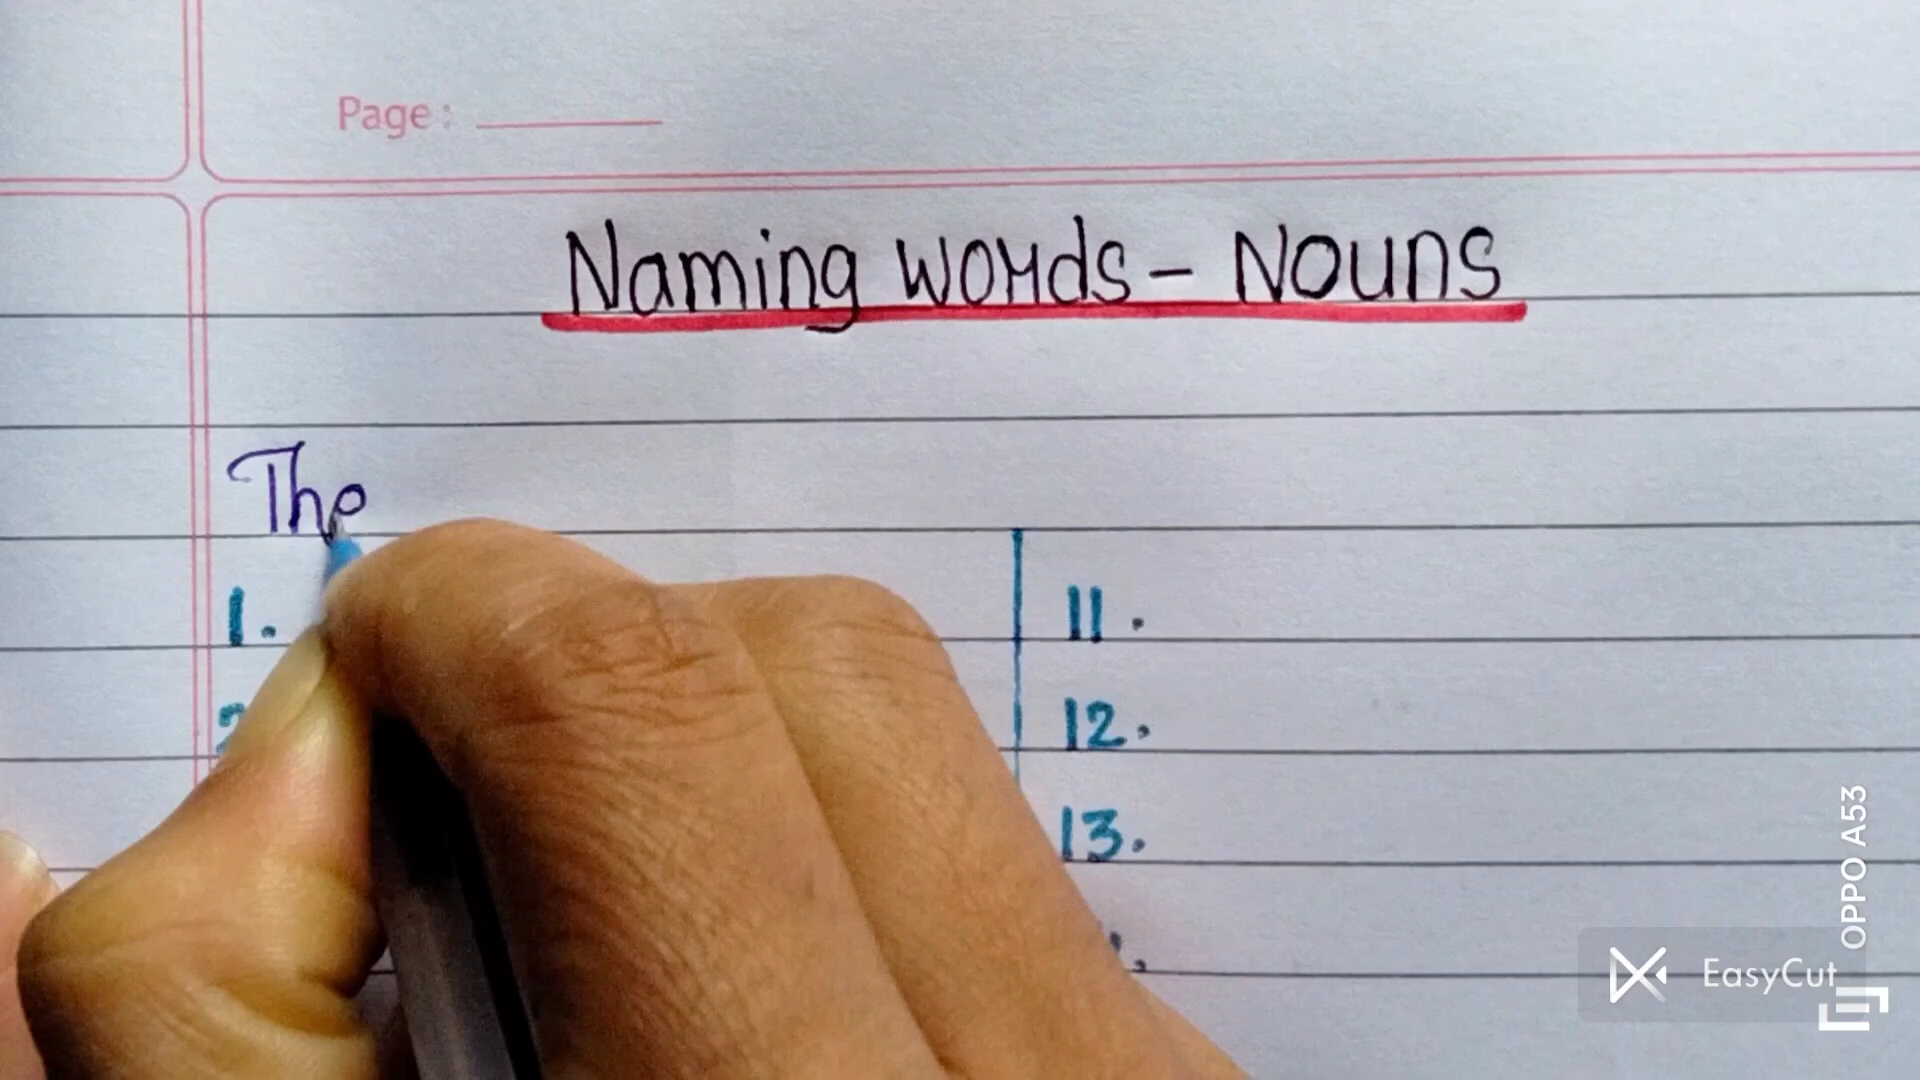 Page :
Naming words - Nouns
The
1.
11.
12.
13.
OPPO A53
EasyCut